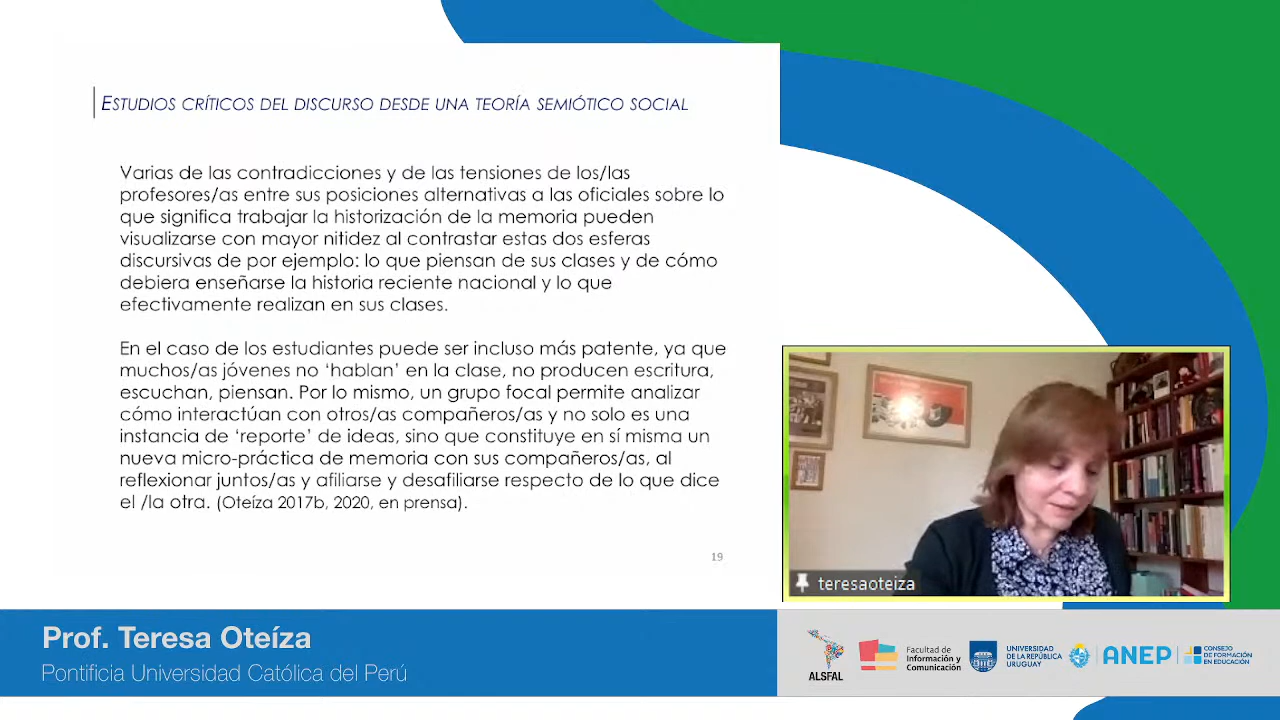 ESTUDIOS CRÍTICOS DEL DISCURSO DESDE UNA TEORÍA SEMIÓTICO SOCIAL
Varias de las contradicciones y de las tensiones de los/las
profesores/as entre sus posiciones alternativas a las oficiales sobre lo
que significa trabajar la historización de la memoria pueden
visualizarse con mayor nitidez al contrastar estas dos esferas
discursivas de por ejemplo: lo que piensan de sus clases y de cómo
debiera enseñarse la historia reciente nacional y lo que
efectivamente realizan en sus clases.
En el caso de los estudiantes puede ser incluso más patente, ya que
muchos/as jóvenes no ‘hablan’ en la clase, no producen escritura,
escuchan, piensan. Por lo mismo, un grupo focal permite analizar
cómo interactúan con otros/as compañeros/as y no solo es una
instancia de ‘reporte’ de ideas, sino que constituye en sí misma un
nueva micro-práctica de memoria con sus compañeros/as, al
reflexionar juntos/as y afiliarse y desafiliarse respecto de lo que dice
el /la otra. (Oteíza 2017b, 2020, en prensa).
19
teresaoteiza
Prof. Teresa Oteíza
Pontificia Universidad Católica del Perú
ALSFAL
Facultad de
Información y
Comunicación
UNIVERSIDAD
DE LA REPÚBLICA
URUGUAY
ANEP
CONSEJO
DE FORMACIÓN
EN EDUCACIÓN